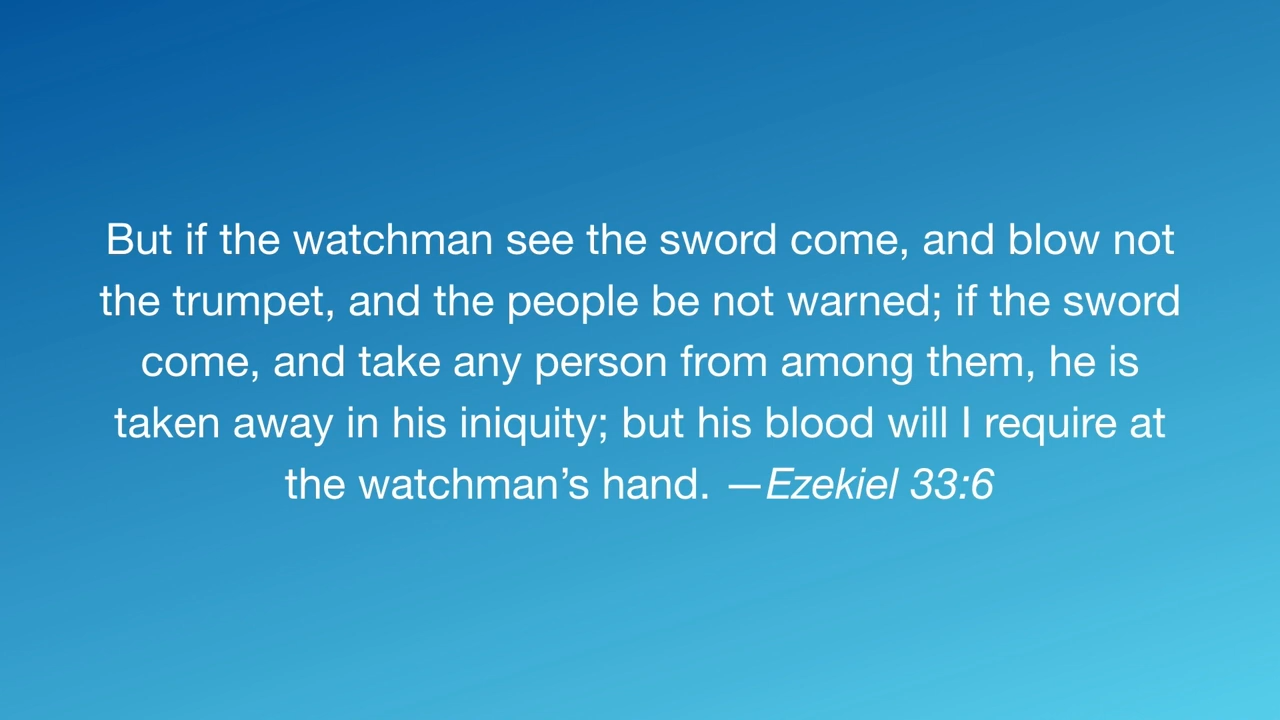 But if the watchman see the sword come, and blow not
the trumpet, and the people be not warned; if the sword
come, and take any person from among them, he is
taken away in his iniquity; but his blood will I require at
the watchman’s hand. —Ezekiel 33:6